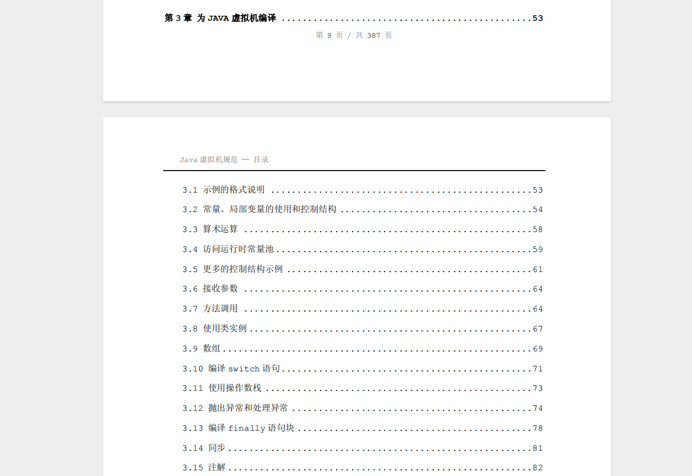 第 3 章 为 JAVA 虚拟机编译 ................................................53
第 9 页 / 共 387 页
Java 虚拟机规范 — 目录
3.1 示例的格式说明 ..................................................53
3.2 常量、局部变量的使用和控制结构 .....................................54
3.3 算术运算 .......................................................58
3.4 访问运行时常量池.................................................59
3.5 更多的控制结构示例 ...............................................61
3.6 接收参数 .......................................................64
3.7 方法调用 .......................................................64
3.8 使用类实例......................................................67
3.9 数组...........................................................69
3.10 编译 switch 语句................................................71
3.11 使用操作数栈 ...................................................73
3.12 抛出异常和处理异常 ..............................................74
3.13 编译 finally 语句块 .............................................78
3.14 同步..........................................................81
3.15 注解..........................................................82